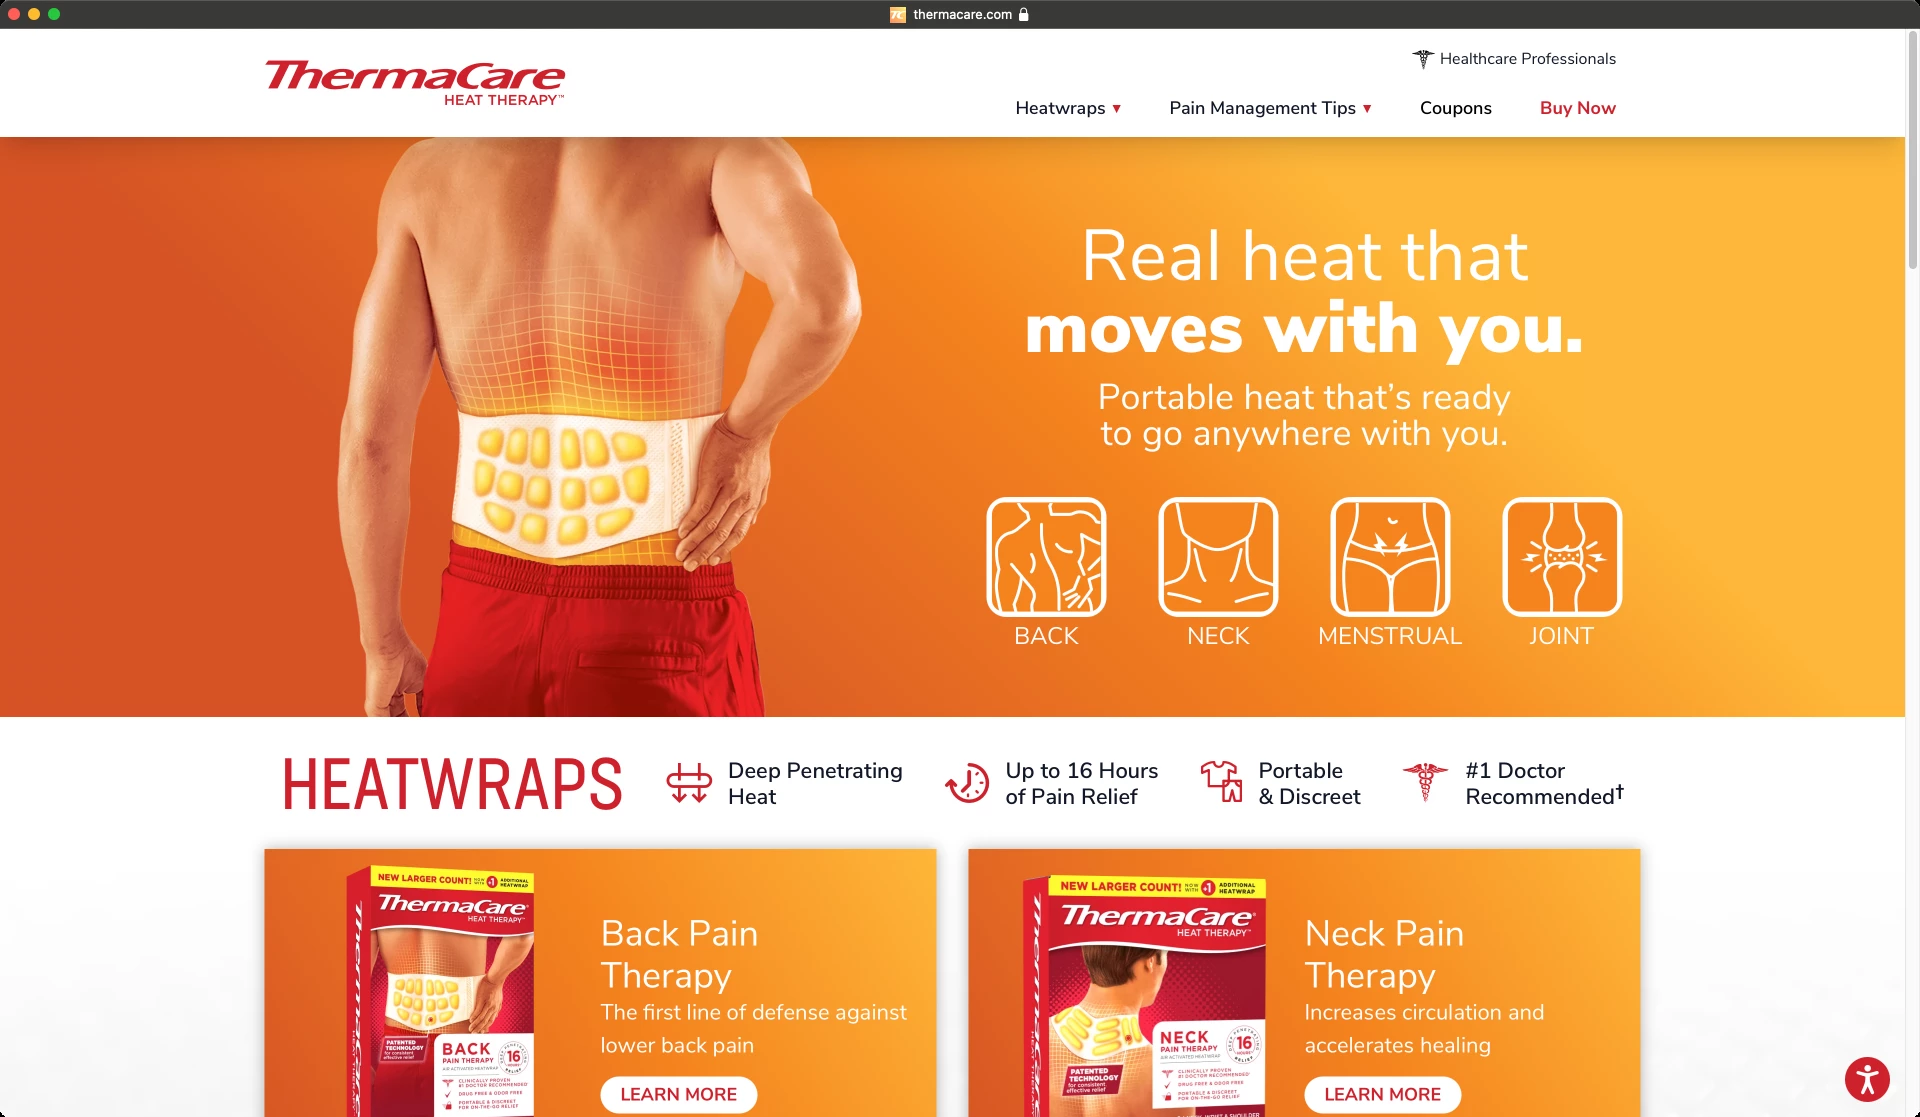 thermacare.com
ThermaCare
HEAT THERAPY™
Healthcare Professionals
Heatwraps
Pain Management Tips
Coupons
Buy Now
Real heat that
moves with you.
Portable heat that’s ready
to go anywhere with you.
BACK
NECK
MENSTRUAL
JOINT
HEATWRAPS
Deep Penetrating
Heat
Up to 16 Hours
of Pain Relief
Portable
& Discreet
#1 Doctor
Recommended†
NEW LARGER COUNT! NOW WITH +1 ADDITIONAL HEATWRAP
ThermaCare
HEAT THERAPY
PATENTED
TECHNOLOGY
for consistent
effective relief
BACK
PAIN THERAPY
AIR ACTIVATED HEATWRAP
16
HOURS
RELIEF
CLINICALLY PROVEN
#1 DOCTOR RECOMMENDED
DRUG FREE & ODOR FREE
PORTABLE & DISCREET
FOR ON-THE-GO RELIEF
Back Pain
Therapy
The first line of defense against
lower back pain
LEARN MORE
NEW LARGER COUNT! NOW WITH +1 ADDITIONAL HEATWRAP
ThermaCare
HEAT THERAPY
PATENTED
TECHNOLOGY
for consistent
effective relief
NECK
PAIN THERAPY
AIR ACTIVATED HEATWRAP
16
HOURS
RELIEF
CLINICALLY PROVEN
#1 DOCTOR RECOMMENDED
DRUG FREE & ODOR FREE
PORTABLE & DISCREET
FOR ON-THE-GO RELIEF
Neck Pain
Therapy
Increases circulation and
accelerates healing
LEARN MORE